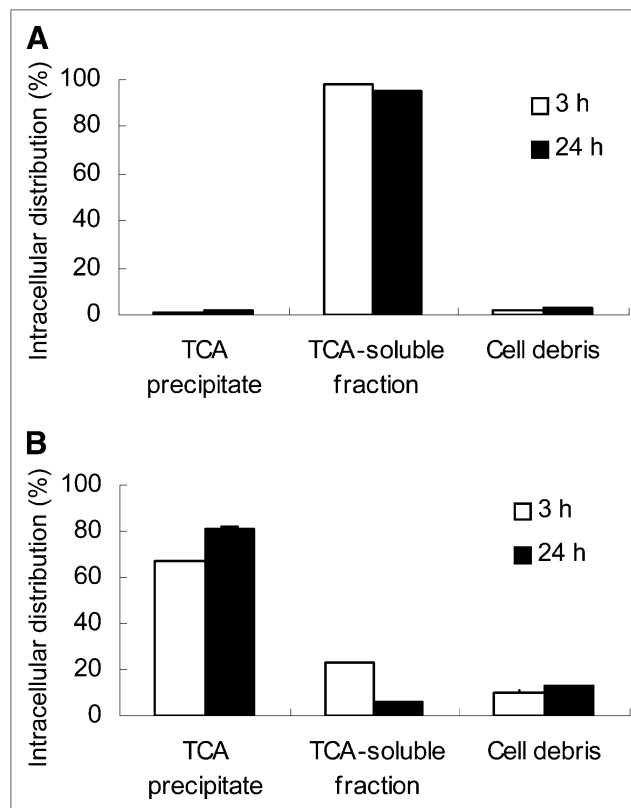 A
Intracellular distribution (%)
100
80
60
40
20
0
3 h
24 h
TCA precipitate
TCA-soluble fraction
Cell debris
B
Intracellular distribution (%)
100
80
60
40
20
0
3 h
24 h
TCA precipitate
TCA-soluble fraction
Cell debris